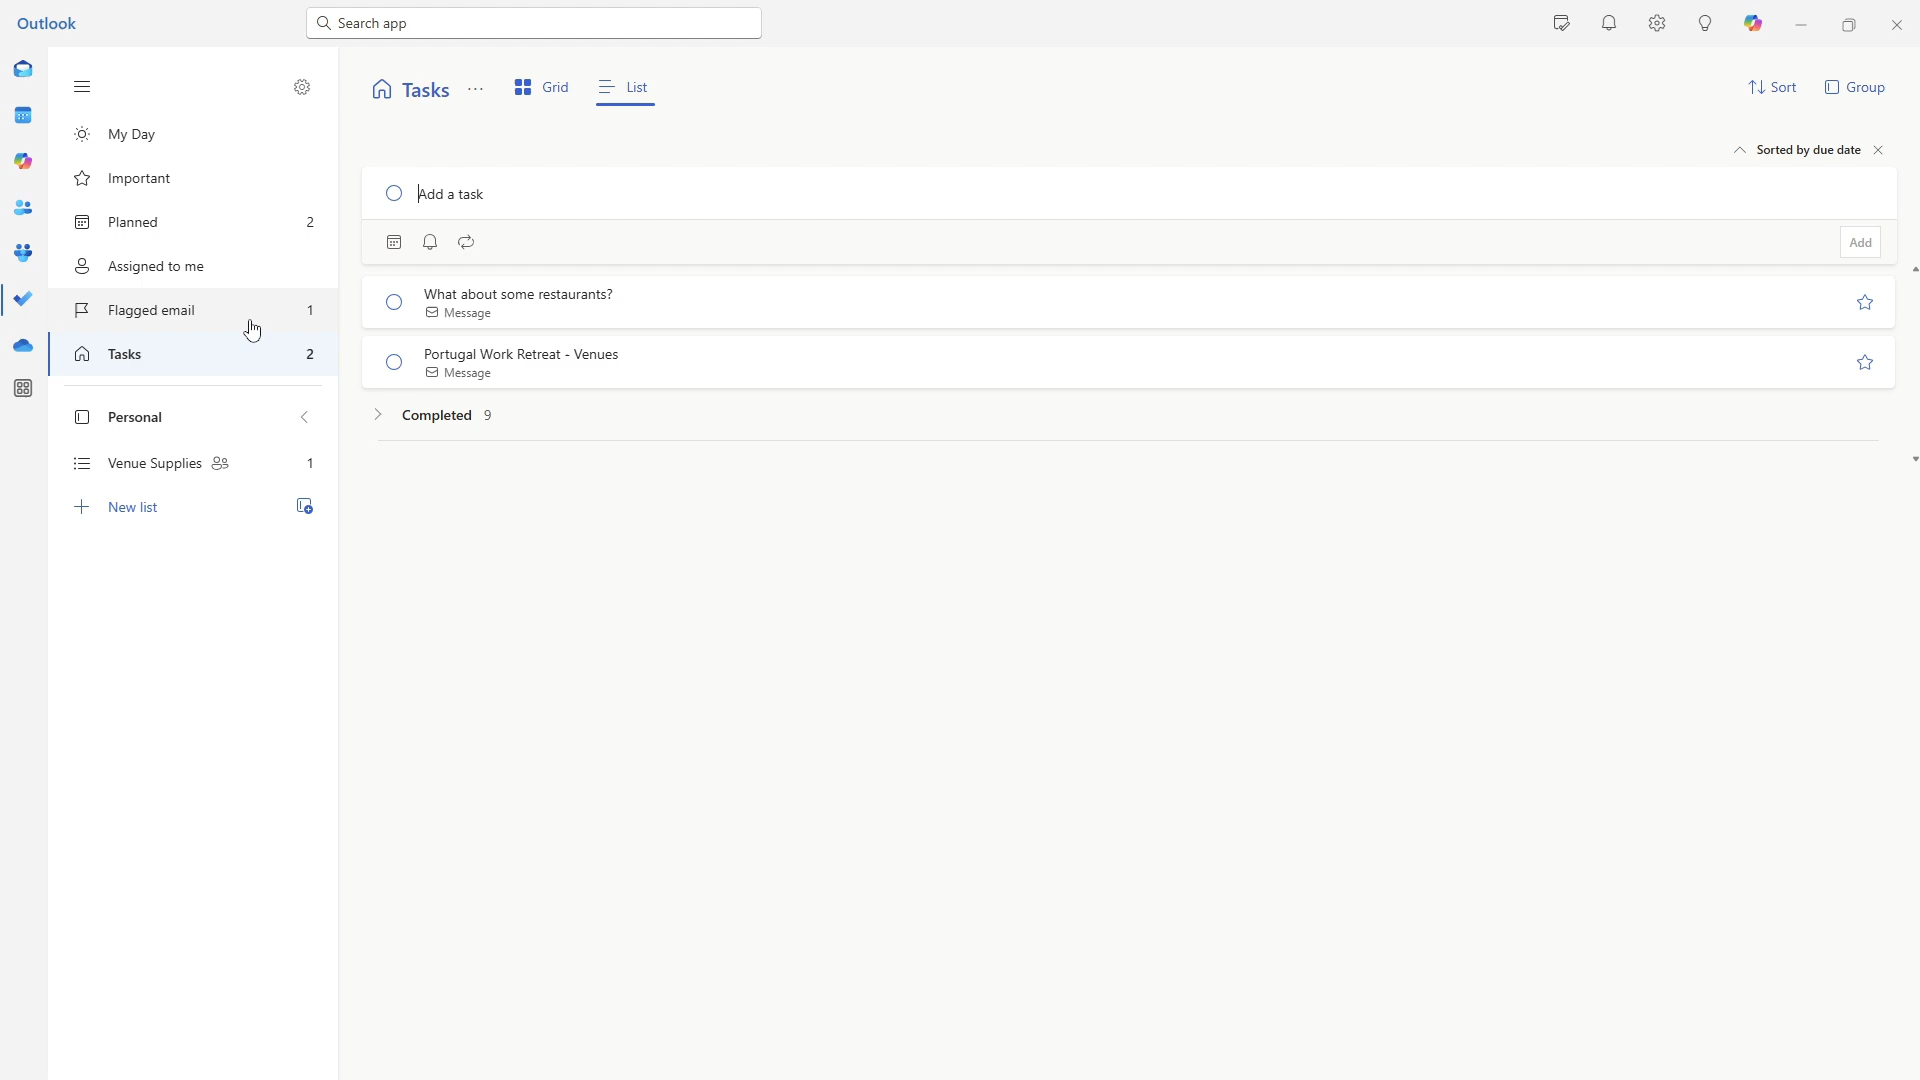 Outlook
Search app
My Day
Important
Planned 2
Assigned to me
Flagged email 1
Tasks 2
Personal
Venue Supplies 1
New list
Tasks ... Grid List
Sort Group
Sorted by due date
Add a task
Add
What about some restaurants?
Message
Portugal Work Retreat - Venues
Message
Completed 9